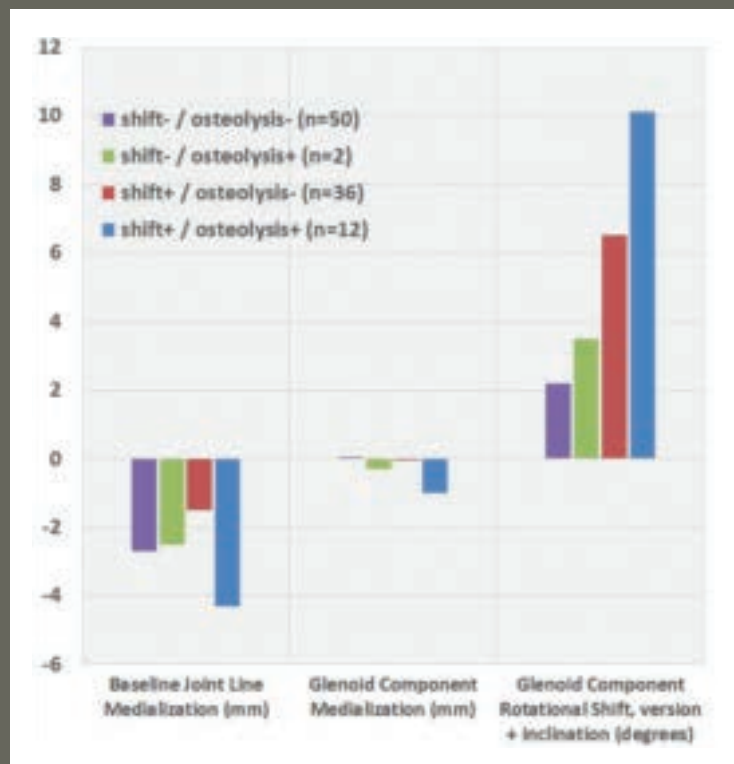 12
10
8
6
4
2
0
-2
-4
-6
shift- / osteolysis- (n=50)
shift- / osteolysis+ (n=2)
shift+ / osteolysis- (n=36)
shift+ / osteolysis+ (n=12)
Baseline Joint Line
Medialization (mm)
Glenoid Component
Medialization (mm)
Glenoid Component
Rotational Shift, version
+ inclination (degrees)